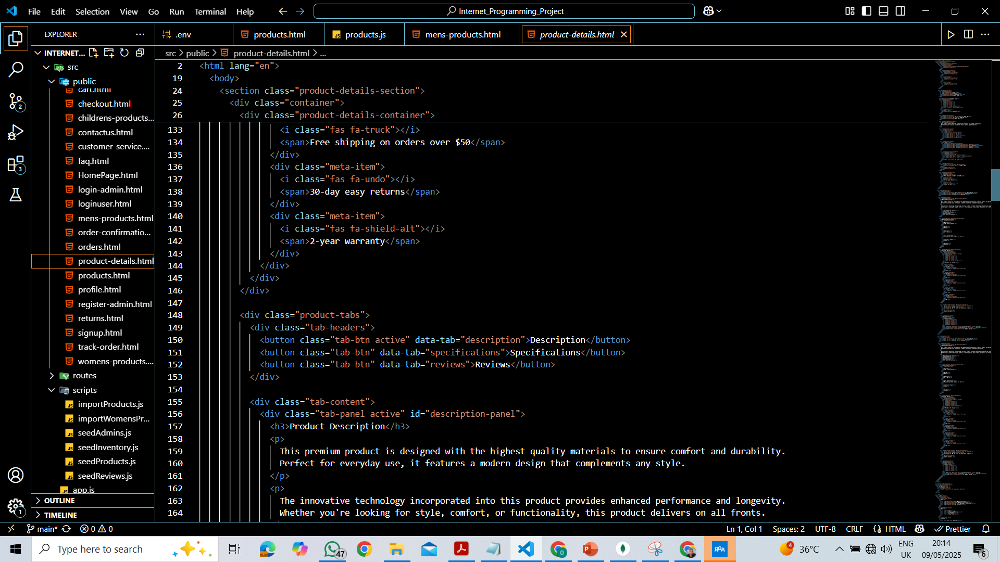 File Edit Selection View Go Run Terminal Help
Internet_Programming_Project
EXPLORER
.env
products.html
products.js
mens-products.html
product-details.html
INTERNET...
src > public > product-details.html > ...
src
public
cart.html
checkout.html
childrens-products...
contactus.html
customer-service....
faq.html
HomePage.html
login-admin.html
loginuser.html
mens-products.html
order-confirmatio...
orders.html
product-details.html
products.html
profile.html
register-admin.html
returns.html
signup.html
track-order.html
womens-products....
routes
scripts
importProducts.js
importWomensPr...
seedAdmins.js
seedInventory.js
seedProducts.js
seedReviews.js
app.js
OUTLINE
TIMELINE
2 <html lang="en">
19 <body>
24 <section class="product-details-section">
25 <div class="container">
26 <div class="product-details-container">
133 <i class="fas fa-truck"></i>
134 <span>Free shipping on orders over $50</span>
135 </div>
136 <div class="meta-item">
137 <i class="fas fa-undo"></i>
138 <span>30-day easy returns</span>
139 </div>
140 <div class="meta-item">
141 <i class="fas fa-shield-alt"></i>
142 <span>2-year warranty</span>
143 </div>
144 </div>
145 </div>
146 </div>
147
148 <div class="product-tabs">
149 <div class="tab-headers">
150 <button class="tab-btn active" data-tab="description">Description</button>
151 <button class="tab-btn" data-tab="specifications">Specifications</button>
152 <button class="tab-btn" data-tab="reviews">Reviews</button>
153 </div>
154
155 <div class="tab-content">
156 <div class="tab-panel active" id="description-panel">
157 <h3>Product Description</h3>
158 <p>
159 This premium product is designed with the highest quality materials to ensure comfort and durability.
160 Perfect for everyday use, it features a modern design that complements any style.
161 </p>
162 <p>
163 The innovative technology incorporated into this product provides enhanced performance and longevity.
164 Whether you're looking for style, comfort, or functionality, this product delivers on all fronts.
2
3
1
main* 0 0
Ln 1, Col 1 Spaces: 2 UTF-8 CRLF HTML Prettier
Type here to search
47
4
36°C
ENG
UK
20:14
09/05/2025
6